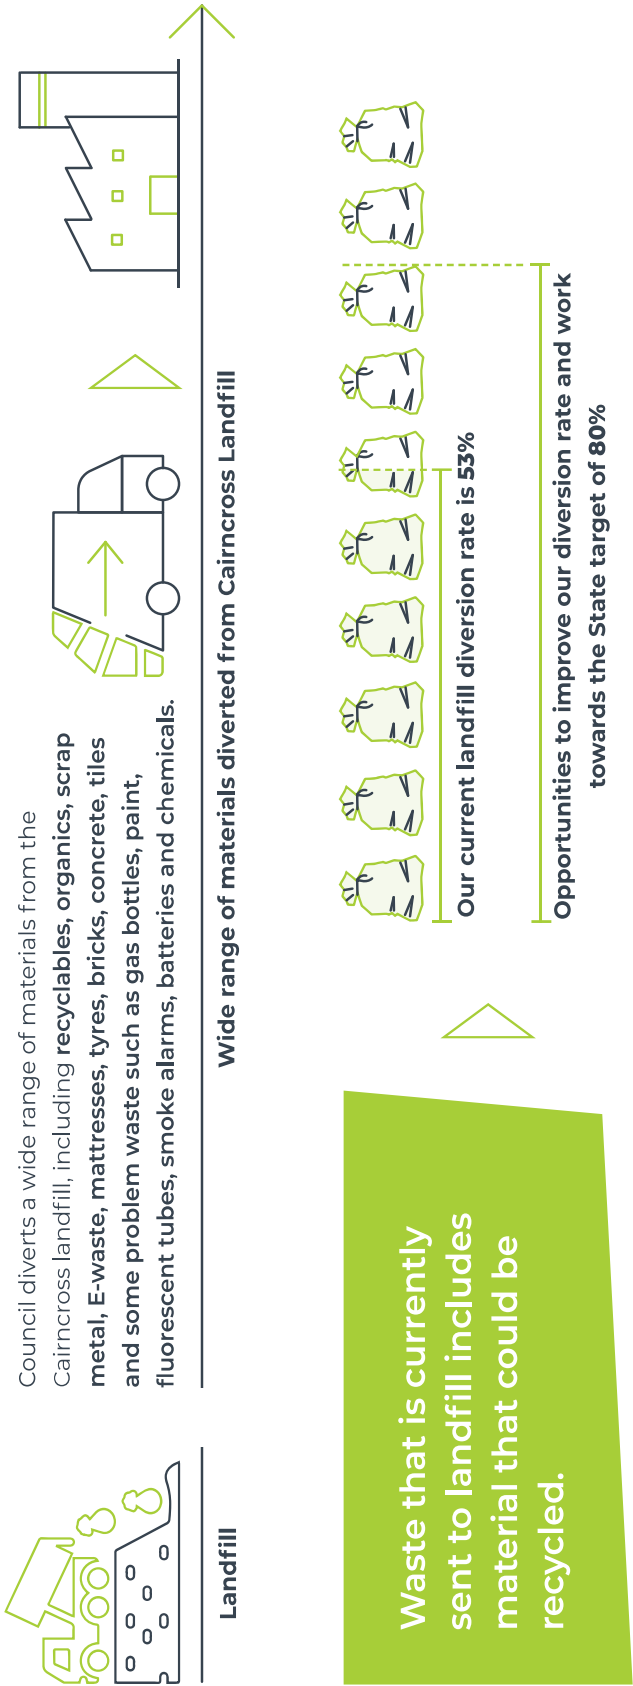 Council diverts a wide range of materials from the
Cairncross landfill, including recyclables, organics, scrap
metal, E-waste, mattresses, tyres, bricks, concrete, tiles
and some problem waste such as gas bottles, paint,
fluorescent tubes, smoke alarms, batteries and chemicals.
Landfill
Wide range of materials diverted from Cairncross Landfill
Waste that is currently
sent to landfill includes
material that could be
recycled.
Our current landfill diversion rate is 53%
Opportunities to improve our diversion rate and work
towards the State target of 80%